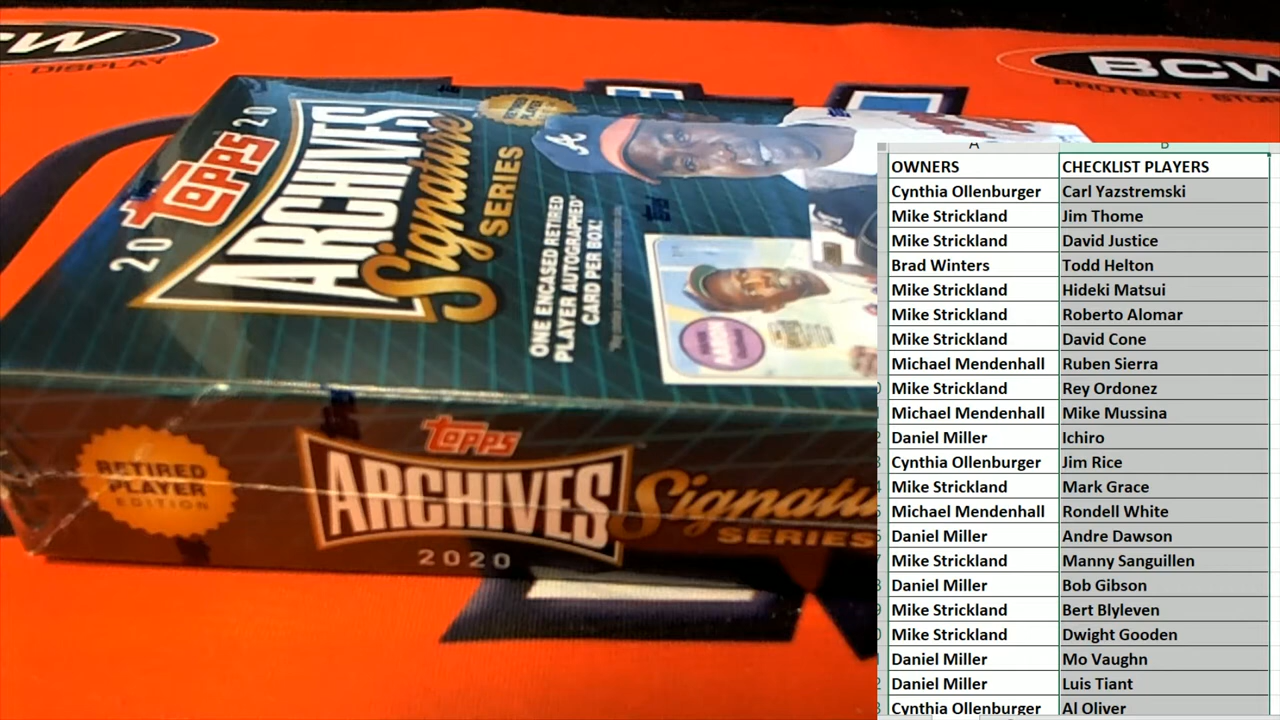 CW
DISPLAY
BCW
PROTECT · STO
20 Topps 20
ARCHIVES
Signature
SERIES
ONE ENCASED RETIRED
PLAYER AUTOGRAPHED*
CARD PER BOX!
RETIRED
PLAYER
EDITION
Topps
ARCHIVES
Signatu
SERIES
2020
A B
OWNERS CHECKLIST PLAYERS
Cynthia Ollenburger Carl Yazstremski
Mike Strickland Jim Thome
Mike Strickland David Justice
Brad Winters Todd Helton
Mike Strickland Hideki Matsui
Mike Strickland Roberto Alomar
Mike Strickland David Cone
Michael Mendenhall Ruben Sierra
Mike Strickland Rey Ordonez
Michael Mendenhall Mike Mussina
Daniel Miller Ichiro
Cynthia Ollenburger Jim Rice
Mike Strickland Mark Grace
Michael Mendenhall Rondell White
Daniel Miller Andre Dawson
Mike Strickland Manny Sanguillen
Daniel Miller Bob Gibson
Mike Strickland Bert Blyleven
Mike Strickland Dwight Gooden
Daniel Miller Mo Vaughn
Daniel Miller Luis Tiant
Cynthia Ollenburger Al Oliver